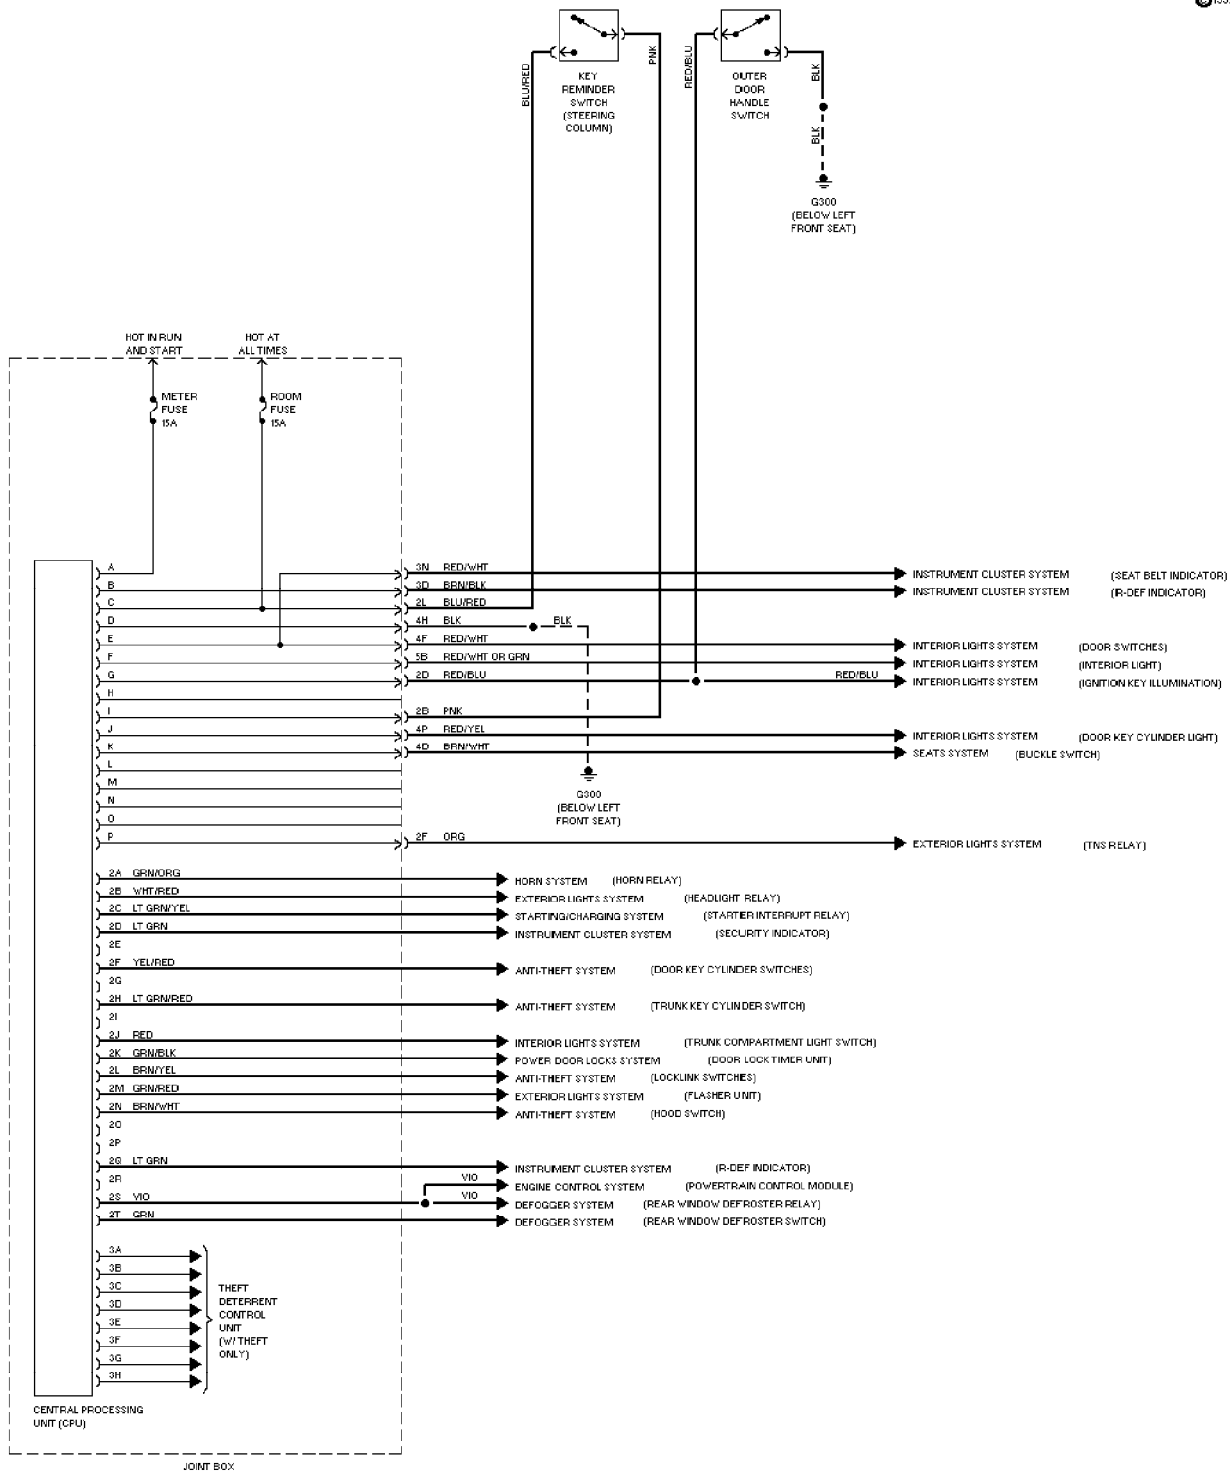 KEY
REMINDER
SWITCH
(STEERING
COLUMN)
BLU/RED
PNK
RED/BLU
OUTER
DOOR
HANDLE
SWITCH
BLK
BLK
G300
(BELOW LEFT
FRONT SEAT)
HOT IN RUN
AND START
HOT AT
ALL TIMES
METER
FUSE
15A
ROOM
FUSE
15A
A 3N RED/WHT INSTRUMENT CLUSTER SYSTEM (SEAT BELT INDICATOR)
B 3D BRN/BLK INSTRUMENT CLUSTER SYSTEM (R-DEF INDICATOR)
C 2L BLU/RED
D 4H BLK BLK
E 4F RED/WHT INTERIOR LIGHTS SYSTEM (DOOR SWITCHES)
F 5B RED/WHT OR GRN INTERIOR LIGHTS SYSTEM (INTERIOR LIGHT)
G 2D RED/BLU RED/BLU INTERIOR LIGHTS SYSTEM (IGNITION KEY ILLUMINATION)
H
I 2B PNK
J 4P RED/YEL INTERIOR LIGHTS SYSTEM (DOOR KEY CYLINDER LIGHT)
K 4D BRN/WHT SEATS SYSTEM (BUCKLE SWITCH)
L
M
N
O
G300
(BELOW LEFT
FRONT SEAT)
P 2F ORG EXTERIOR LIGHTS SYSTEM (TNS RELAY)
2A GRN/ORG HORN SYSTEM (HORN RELAY)
2B WHT/RED EXTERIOR LIGHTS SYSTEM (HEADLIGHT RELAY)
2C LT GRN/YEL STARTING/CHARGING SYSTEM (STARTER INTERRUPT RELAY)
2D LT GRN INSTRUMENT CLUSTER SYSTEM (SECURITY INDICATOR)
2E
2F YEL/RED ANTI-THEFT SYSTEM (DOOR KEY CYLINDER SWITCHES)
2G
2H LT GRN/RED ANTI-THEFT SYSTEM (TRUNK KEY CYLINDER SWITCH)
2I
2J RED INTERIOR LIGHTS SYSTEM (TRUNK COMPARTMENT LIGHT SWITCH)
2K GRN/BLK POWER DOOR LOCKS SYSTEM (DOOR LOCK TIMER UNIT)
2L BRN/YEL ANTI-THEFT SYSTEM (LOCKLINK SWITCHES)
2M GRN/RED EXTERIOR LIGHTS SYSTEM (FLASHER UNIT)
2N BRN/WHT ANTI-THEFT SYSTEM (HOOD SWITCH)
2O
2P
2Q LT GRN INSTRUMENT CLUSTER SYSTEM (R-DEF INDICATOR)
2R VIO ENGINE CONTROL SYSTEM (POWERTRAIN CONTROL MODULE)
2S VIO VIO DEFOGGER SYSTEM (REAR WINDOW DEFROSTER RELAY)
2T GRN DEFOGGER SYSTEM (REAR WINDOW DEFROSTER SWITCH)
3A
3B
3C
3D
3E
3F
3G
3H
THEFT
DETERRENT
CONTROL
UNIT
(W/ THEFT
ONLY)
CENTRAL PROCESSING
UNIT (CPU)
JOINT BOX